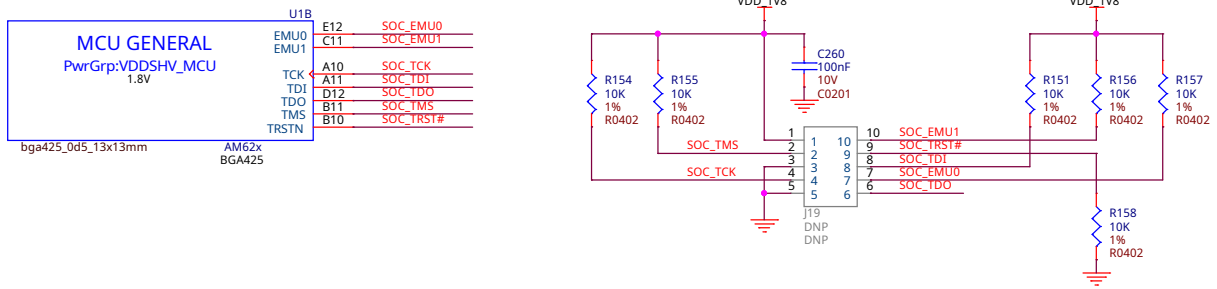 U1B
MCU GENERAL
PwrGrp:VDDSHV_MCU
1.8V
EMU0 E12 SOC_EMU0
EMU1 C11 SOC_EMU1
TCK A10 SOC_TCK
TDI A11 SOC_TDI
TDO D12 SOC_TDO
TMS B11 SOC_TMS
TRSTN B10 SOC_TRST#
bga425_0d5_13x13mm
AM62x
BGA425
VDD_1V8
R154
10K
1%
R0402
R155
10K
1%
R0402
C260
100nF
10V
C0201
SOC_TMS
SOC_TCK
1 1 10 10 SOC_EMU1
2 2 9 9 SOC_TRST#
3 3 8 8 SOC_TDI
4 4 7 7 SOC_EMU0
5 5 6 6 SOC_TDO
J19
DNP
DNP
VDD_1V8
R151
10K
1%
R0402
R156
10K
1%
R0402
R157
10K
1%
R0402
R158
10K
1%
R0402